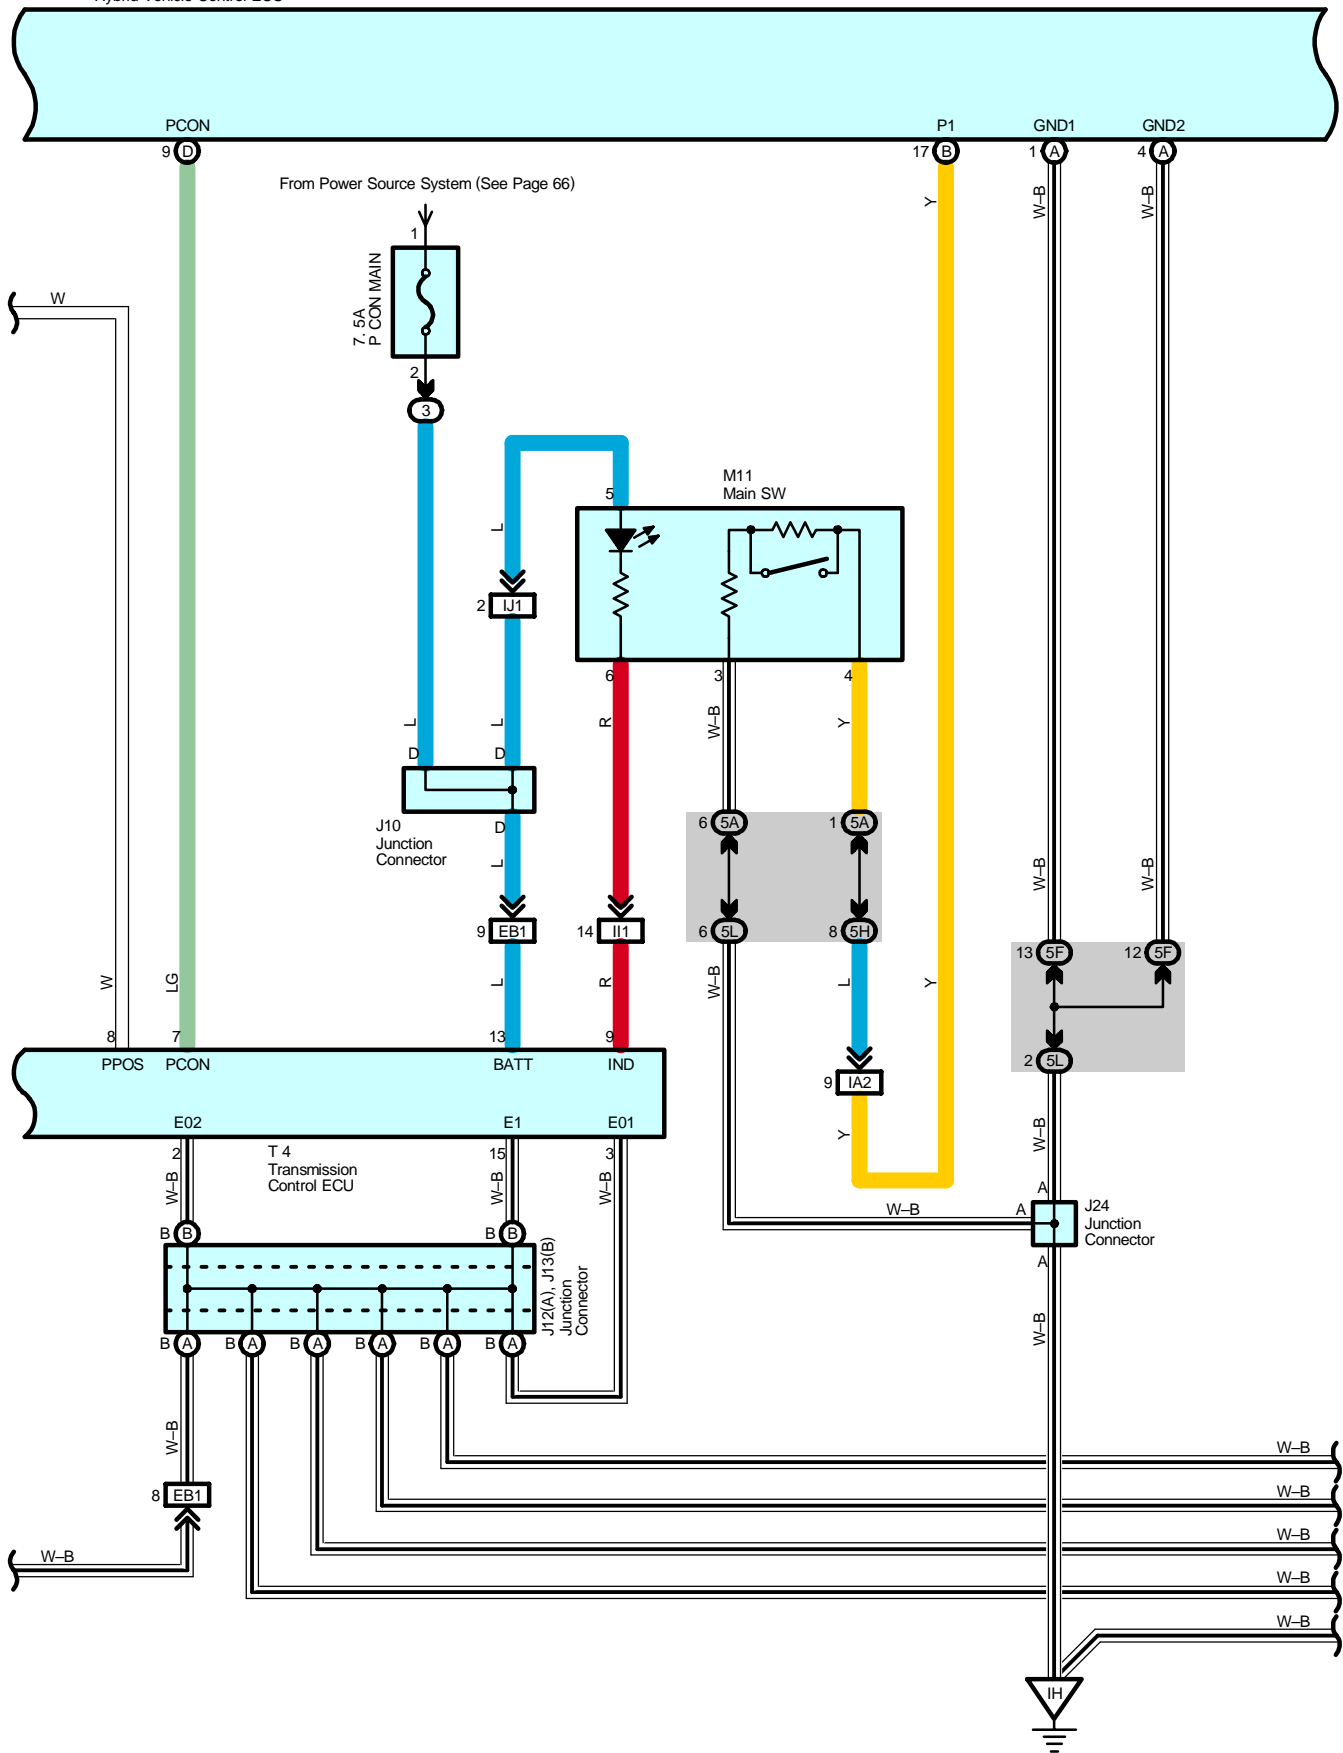 Hybrid Vehicle Control ECU
PCON
P1
GND1
GND2
9 D
17 B
1 A
4 A
From Power Source System (See Page 66)
1
7. 5A
P CON MAIN
2
3
W
Y
W–B
W–B
M11
Main SW
5
L
2 IJ1
6
3
4
L
L
R
W–B
Y
D
D
J10
Junction
Connector
D
L
6 5A
1 5A
W–B
W–B
9 EB1
14 II1
6 5L
8 5H
13 5F
12 5F
W
LG
L
R
W–B
L
Y
8
7
13
9
PPOS
PCON
BATT
IND
2 5L
9 IA2
E02
E1
E01
2
15
3
T 4
Transmission
Control ECU
W–B
W–B
W–B
Y
W–B
A
W–B
A
J24
Junction
Connector
A
B B
B B
J12(A), J13(B)
Junction
Connector
B A
B A
B A
B A
B A
B A
W–B
W–B
W–B
8 EB1
W–B
W–B
W–B
W–B
W–B
IH